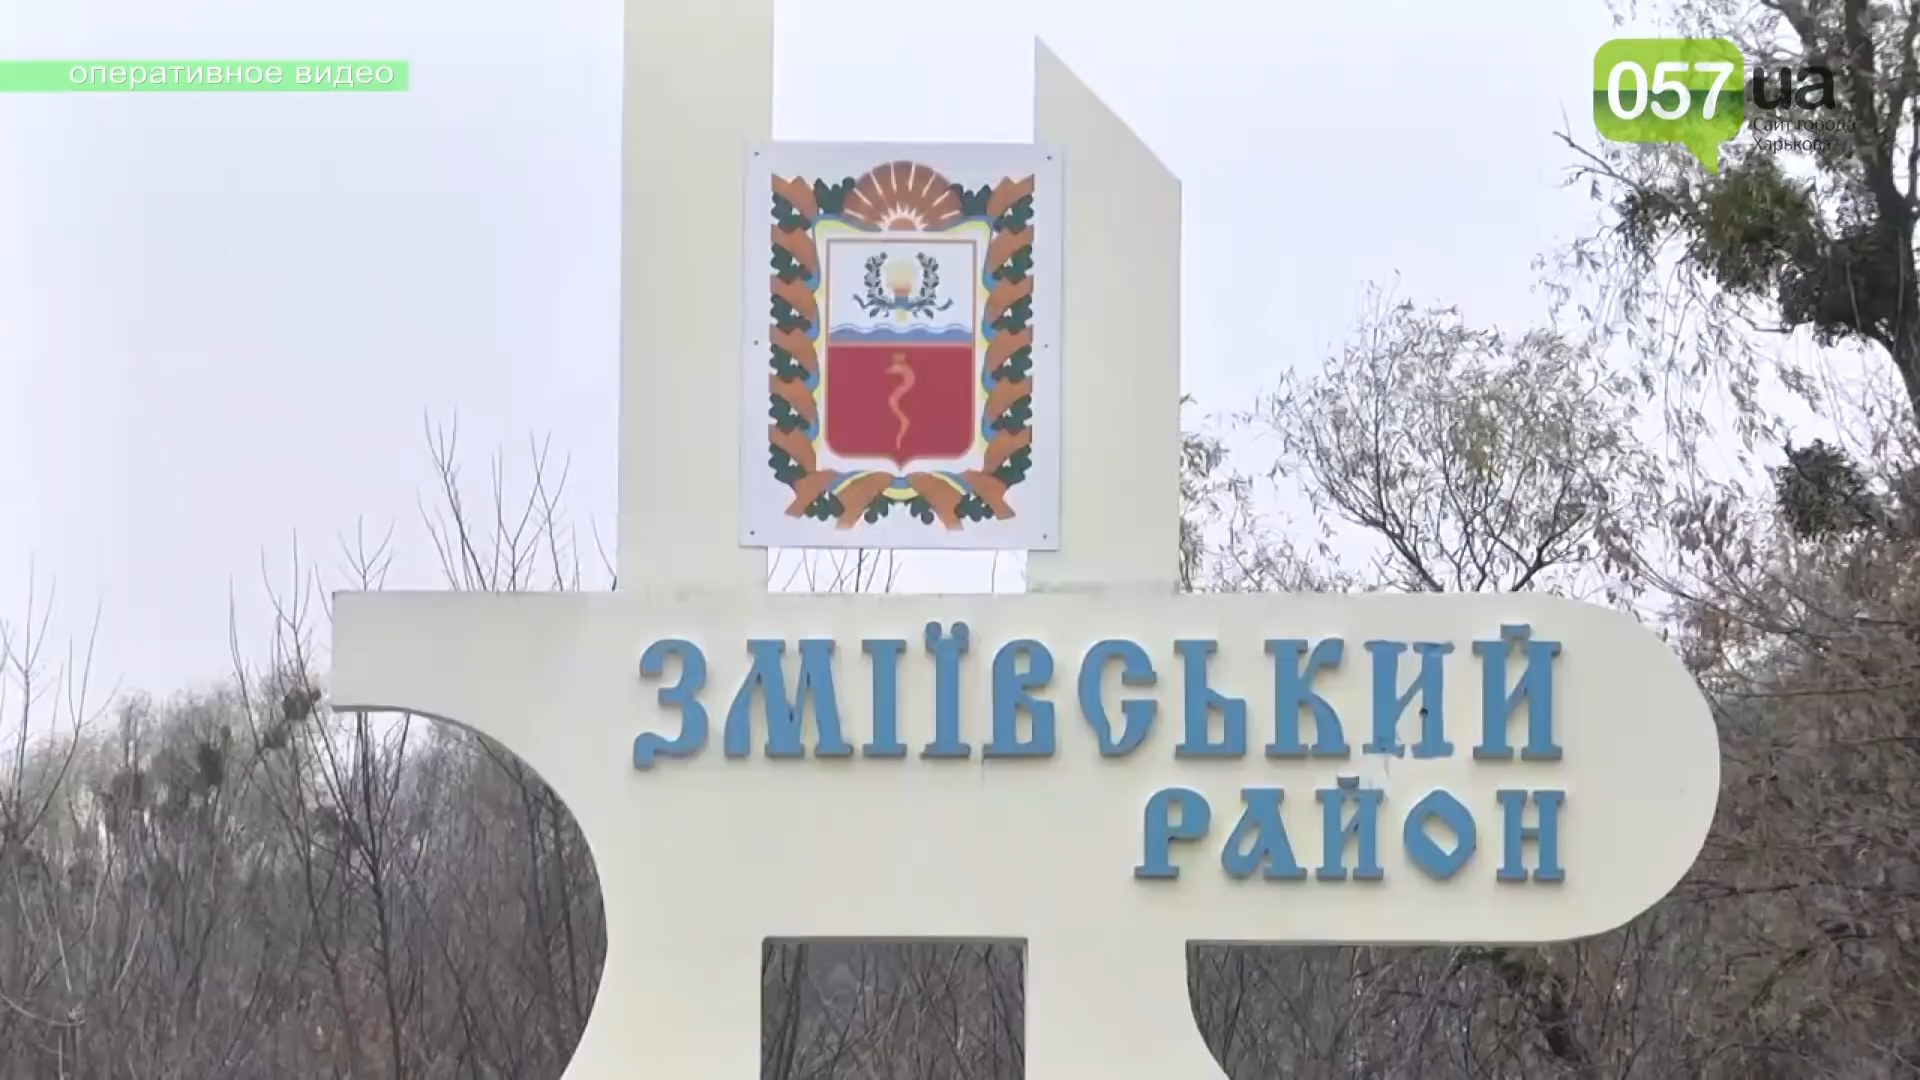 оперативное видео
057 ua
Сайт города
Харькова
ЗМІЇВСЬКИЙ
РАЙОН